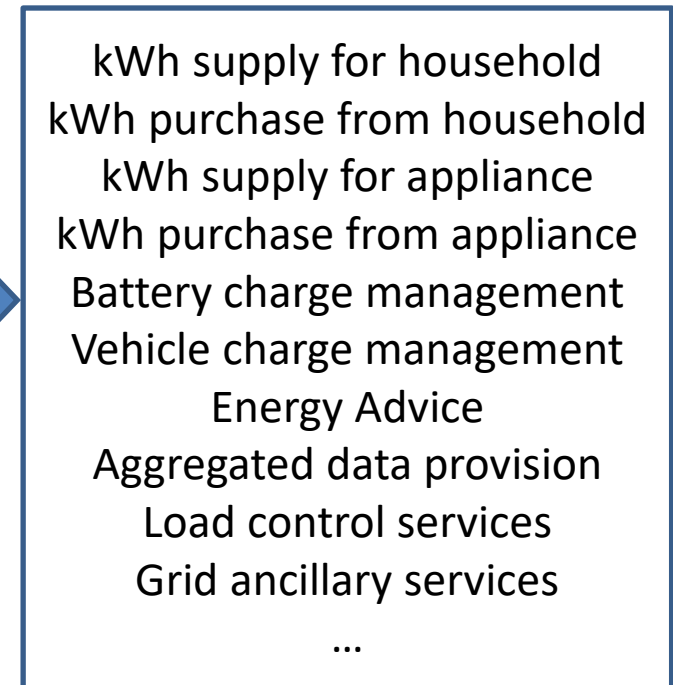 kWh supply for household
kWh purchase from household
kWh supply for appliance
kWh purchase from appliance
Battery charge management
Vehicle charge management
Energy Advice
Aggregated data provision
Load control services
Grid ancillary services
...